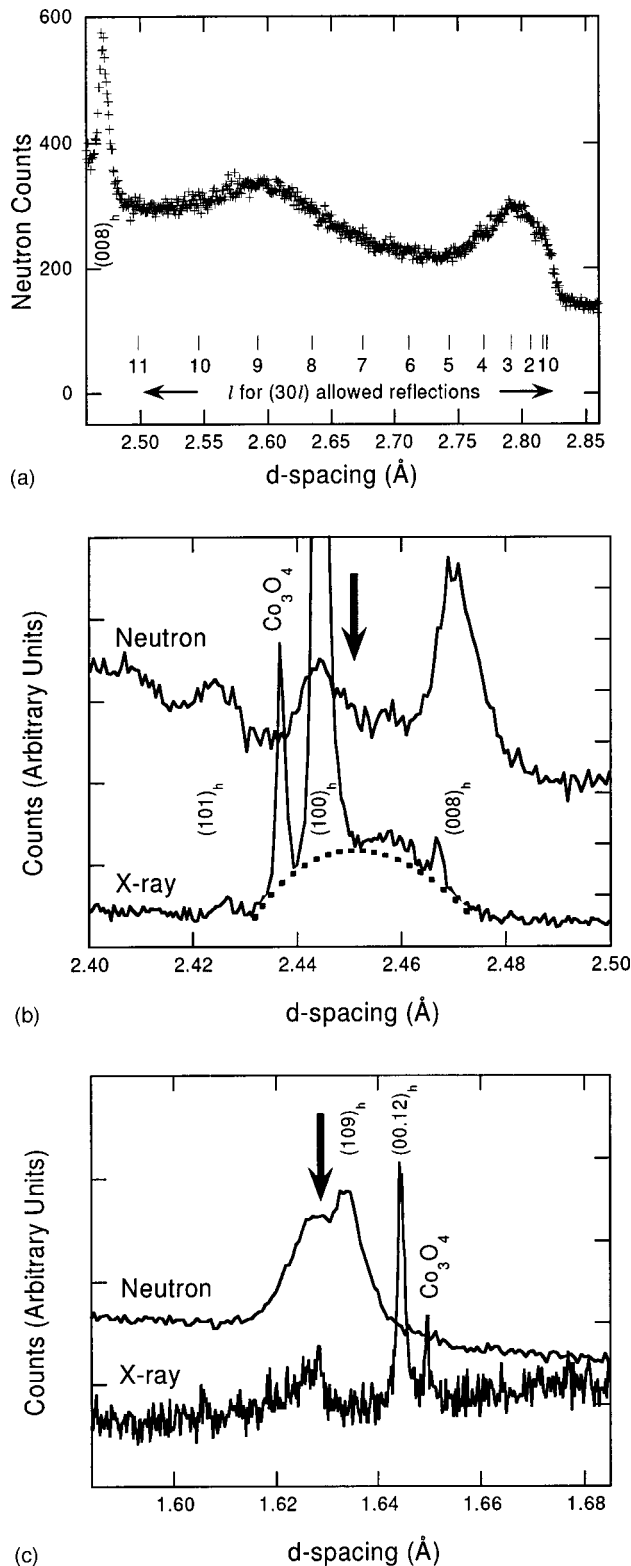 600
400
200
0
Neutron Counts
(008)h
11 10 9 8 7 6 5 4 3 2 1 0
l for (30l) allowed reflections
2.50 2.55 2.60 2.65 2.70 2.75 2.80 2.85
d-spacing (Å)
(a)
Co3O4
Neutron
(101)h
(100)h
(008)h
X-ray
Counts (Arbitrary Units)
2.40 2.42 2.44 2.46 2.48 2.50
d-spacing (Å)
(b)
(109)h
(00.12)h
Neutron
Co3O4
X-ray
Counts (Arbitrary Units)
1.60 1.62 1.64 1.66 1.68
d-spacing (Å)
(c)